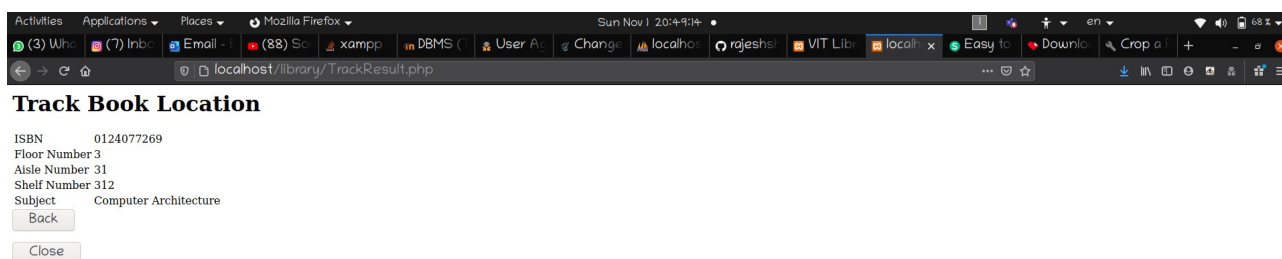 Activities Applications Places Mozilla Firefox Sun Nov 1 20:49:14 en 68 %
(3) Wha (7) Inbo Email - (88) So xampp DBMS ( User Ag Change localhos rajeshs VIT Libr localh Easy to Downloa Crop a
localhost/library/TrackResult.php
Track Book Location
ISBN 0124077269
Floor Number 3
Aisle Number 31
Shelf Number 312
Subject Computer Architecture
Back
Close